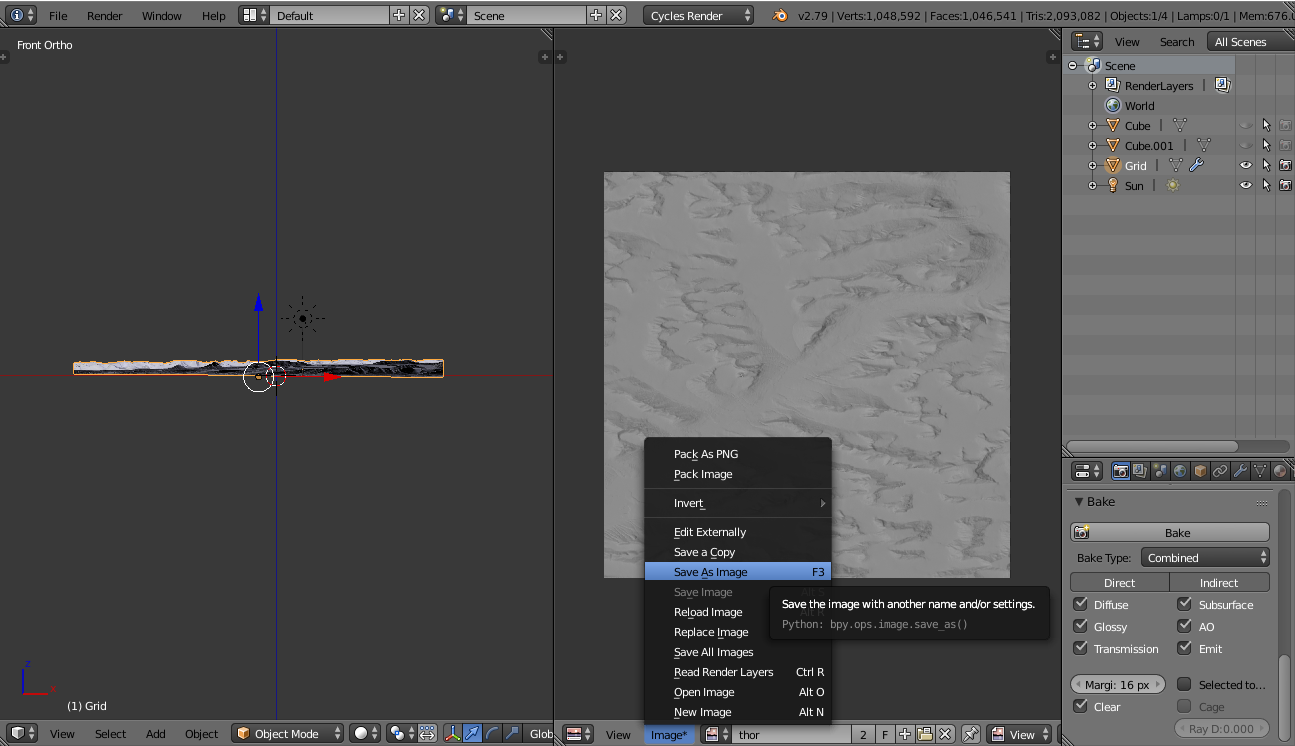 File Render Window Help Default Scene Cycles Render v2.79 | Verts:1,048,592 | Faces:1,046,541 | Tris:2,093,082 | Objects:1/4 | Lamps:0/1 | Mem:676.
Front Ortho
View Search All Scenes
Scene
RenderLayers
World
Cube
Cube.001
Grid
Sun
Pack As PNG
Pack Image
Invert
Edit Externally
Save a Copy
Save As Image F3
Save Image
Reload Image
Replace Image
Save All Images
Read Render Layers Ctrl R
Open Image Alt O
New Image Alt N
Save the image with another name and/or settings.
Python: bpy.ops.image.save_as()
Bake
Bake
Bake Type: Combined
Direct Indirect
Diffuse Subsurface
Glossy AO
Transmission Emit
Margi: 16 px Selected to...
Clear Cage
Ray D:0.000
z
(1) Grid
View Select Add Object Object Mode Glob
View Image* thor 2 F View